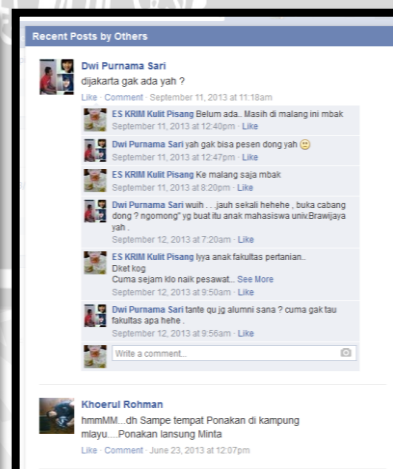 Recent Posts by Others
Dwi Purnama Sari
dijakarta gak ada yah ?
Like · Comment · September 11, 2013 at 11:18am
ES KRIM Kulit Pisang Belum ada.. Masih di malang ini mbak
September 11, 2013 at 12:40pm · Like
Dwi Purnama Sari yah gak bisa pesen dong yah
September 11, 2013 at 12:47pm · Like
ES KRIM Kulit Pisang Ke malang saja mbak
September 11, 2013 at 8:20pm · Like
Dwi Purnama Sari wuih . . .jauh sekali hehehe , buka cabang
dong ? ngomong" yg buat itu anak mahasiswa univ.Brawijaya
yah .
September 12, 2013 at 7:20am · Like
ES KRIM Kulit Pisang Iyya anak fakultas pertanian..
Dket kog
Cuma sejam klo naik pesawat... See More
September 12, 2013 at 9:50am · Like
Dwi Purnama Sari tante qu jg alumni sana ? cuma gak tau
fakultas apa hehe .
September 12, 2013 at 9:56am · Like
Write a comment...
Khoerul Rohman
hmmMM...dh Sampe tempat Ponakan di kampung
mlayu....Ponakan lansung Minta
Like · Comment · June 23, 2013 at 12:07pm